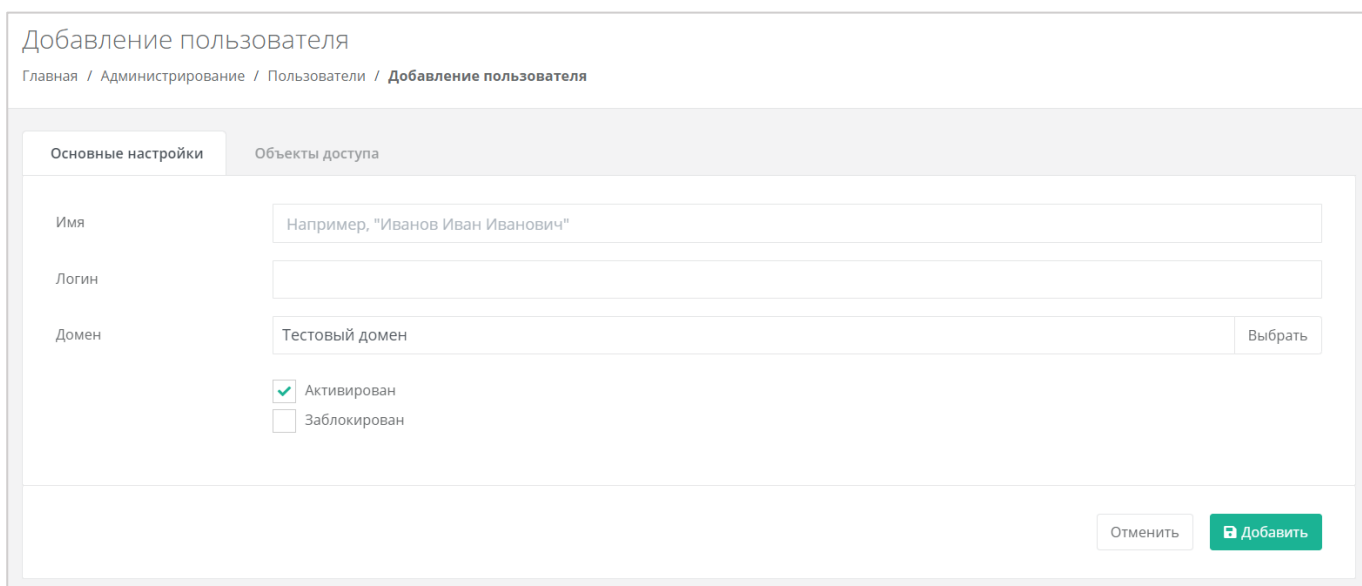 Добавление пользователя
Главная / Администрирование / Пользователи / Добавление пользователя
Основные настройки Объекты доступа
Имя Например, "Иванов Иван Иванович"
Логин
Домен Тестовый домен Выбрать
Активирован
Заблокирован
Отменить Добавить